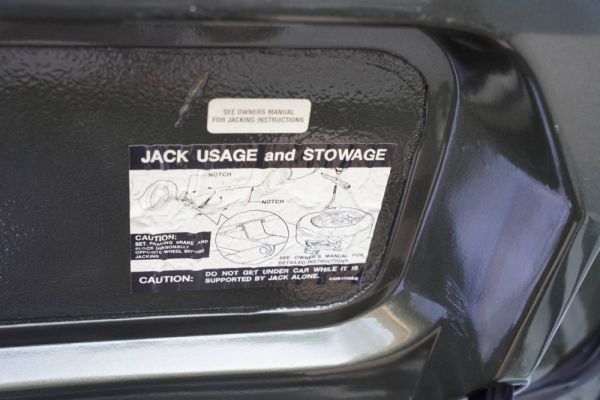 SEE OWNERS MANUAL
FOR JACKING INSTRUCTIONS
JACK USAGE and STOWAGE
NOTCH
NOTCH
CAUTION:
SET PARKING BRAKE AND
BLOCK DIAGONALLY
OPPOSITE WHEEL BEFORE
JACKING
SEE OWNER'S MANUAL FOR
DETAILED INSTRUCTIONS.
CAUTION: DO NOT GET UNDER CAR WHILE IT IS
SUPPORTED BY JACK ALONE.